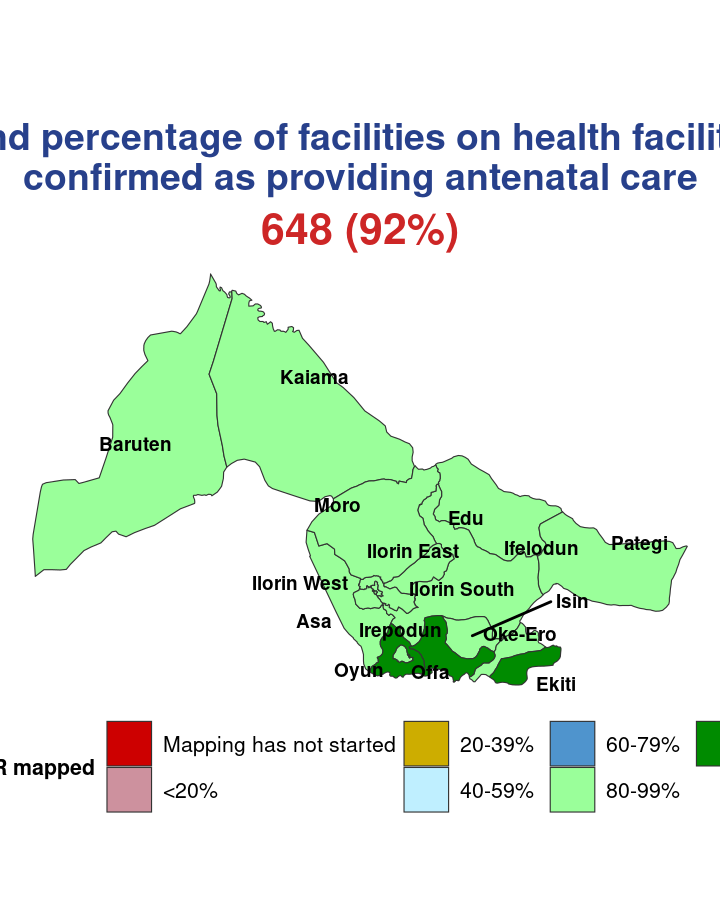 nd percentage of facilities on health facilit
confirmed as providing antenatal care
648 (92%)
Kaiama
Baruten
Moro
Edu
Ilorin East
Ifelodun
Pategi
Ilorin West
Ilorin South
Isin
Asa
Irepodun
Oke-Ero
Oyun
Offa
Ekiti
R mapped
Mapping has not started
20-39%
60-79%
<20%
40-59%
80-99%